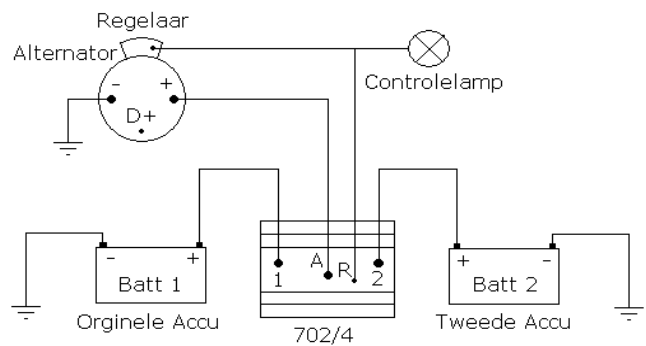 Regelaar
Alternator
- +
D+
Controlelamp
- +
Batt 1
Orginele Accu
1 A R 2
702/4
+ -
Batt 2
Tweede Accu